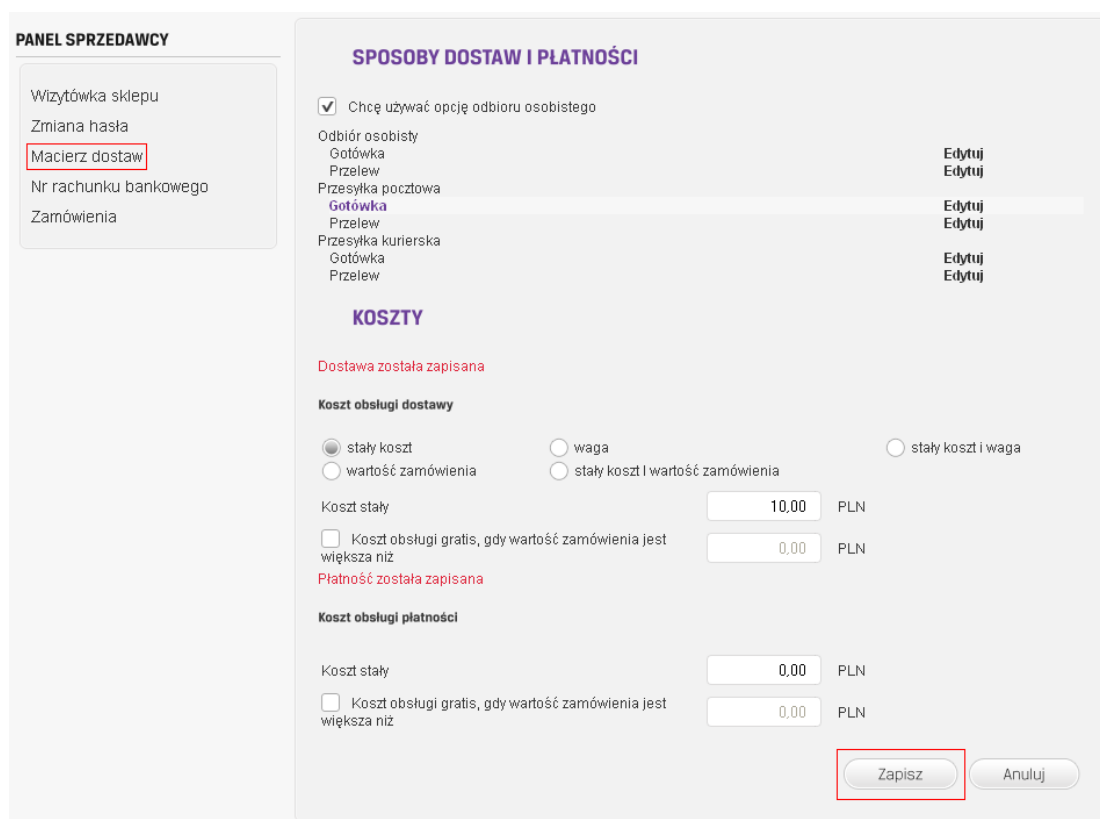 PANEL SPRZEDAWCY
Wizytówka sklepu
Zmiana hasła
Macierz dostaw
Nr rachunku bankowego
Zamówienia
SPOSOBY DOSTAW I PŁATNOŚCI
Chcę używać opcję odbioru osobistego
Odbiór osobisty
Gotówka Edytuj
Przelew Edytuj
Przesyłka pocztowa
Gotówka Edytuj
Przelew Edytuj
Przesyłka kurierska
Gotówka Edytuj
Przelew Edytuj
KOSZTY
Dostawa została zapisana
Koszt obsługi dostawy
stały koszt waga stały koszt i waga
wartość zamówienia stały koszt I wartość zamówienia
Koszt stały 10,00 PLN
Koszt obsługi gratis, gdy wartość zamówienia jest
większa niż 0,00 PLN
Płatność została zapisana
Koszt obsługi płatności
Koszt stały 0,00 PLN
Koszt obsługi gratis, gdy wartość zamówienia jest
większa niż 0,00 PLN
Zapisz Anuluj